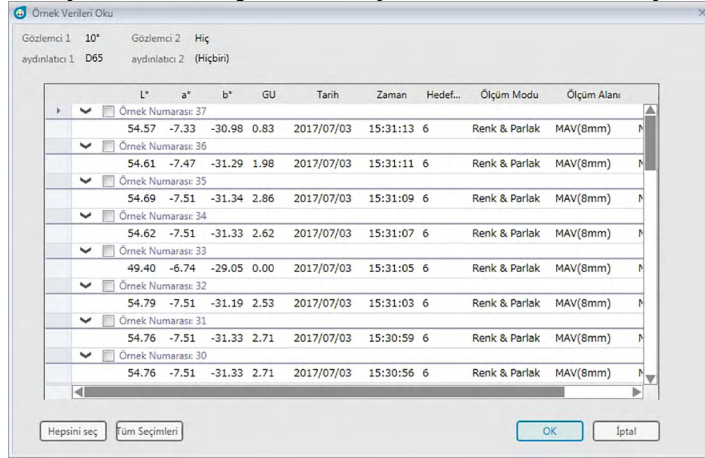 Örnek Verileri Oku
Gözlemci 1 10° Gözlemci 2 Hiç
aydınlatıcı 1 D65 aydınlatıcı 2 (Hiçbiri)
L* a* b* GU Tarih Zaman Hedef... Ölçüm Modu Ölçüm Alanı
Örnek Numarası: 37
54.57 -7.33 -30.98 0.83 2017/07/03 15:31:13 6 Renk & Parlak MAV(8mm)
Örnek Numarası: 36
54.61 -7.47 -31.29 1.98 2017/07/03 15:31:11 6 Renk & Parlak MAV(8mm)
Örnek Numarası: 35
54.69 -7.51 -31.34 2.86 2017/07/03 15:31:09 6 Renk & Parlak MAV(8mm)
Örnek Numarası: 34
54.62 -7.51 -31.33 2.62 2017/07/03 15:31:07 6 Renk & Parlak MAV(8mm)
Örnek Numarası: 33
49.40 -6.74 -29.05 0.00 2017/07/03 15:31:05 6 Renk & Parlak MAV(8mm)
Örnek Numarası: 32
54.79 -7.51 -31.19 2.53 2017/07/03 15:31:03 6 Renk & Parlak MAV(8mm)
Örnek Numarası: 31
54.76 -7.51 -31.33 2.71 2017/07/03 15:30:59 6 Renk & Parlak MAV(8mm)
Örnek Numarası: 30
54.76 -7.51 -31.33 2.71 2017/07/03 15:30:56 6 Renk & Parlak MAV(8mm)
Hepsini seç Tüm Seçimleri OK İptal